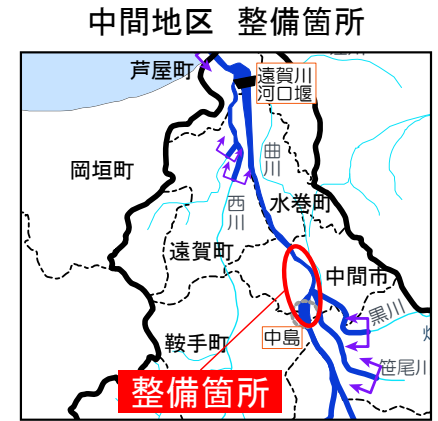 中間地区 整備箇所
芦屋町
遠賀川
河口堰
岡垣町
曲川
西川
水巻町
遠賀町
中間市
黒川
中島
鞍手町
笹尾川
整備箇所